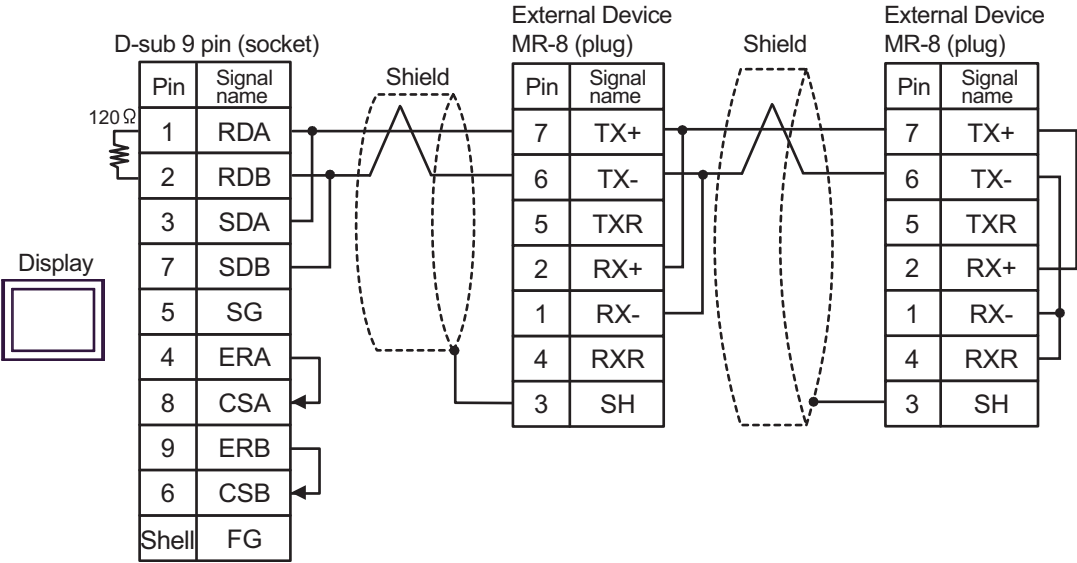 External Device
External Device
D-sub 9 pin (socket)
MR-8 (plug)
Shield
MR-8 (plug)
Pin
Signal
name
Shield
Pin
Signal
name
Pin
Signal
name
120 Ω
1 RDA
7 TX+
7 TX+
2 RDB
6 TX-
6 TX-
3 SDA
5 TXR
5 TXR
Display
7 SDB
2 RX+
2 RX+
5 SG
1 RX-
1 RX-
4 ERA
4 RXR
4 RXR
8 CSA
3 SH
3 SH
9 ERB
6 CSB
Shell FG